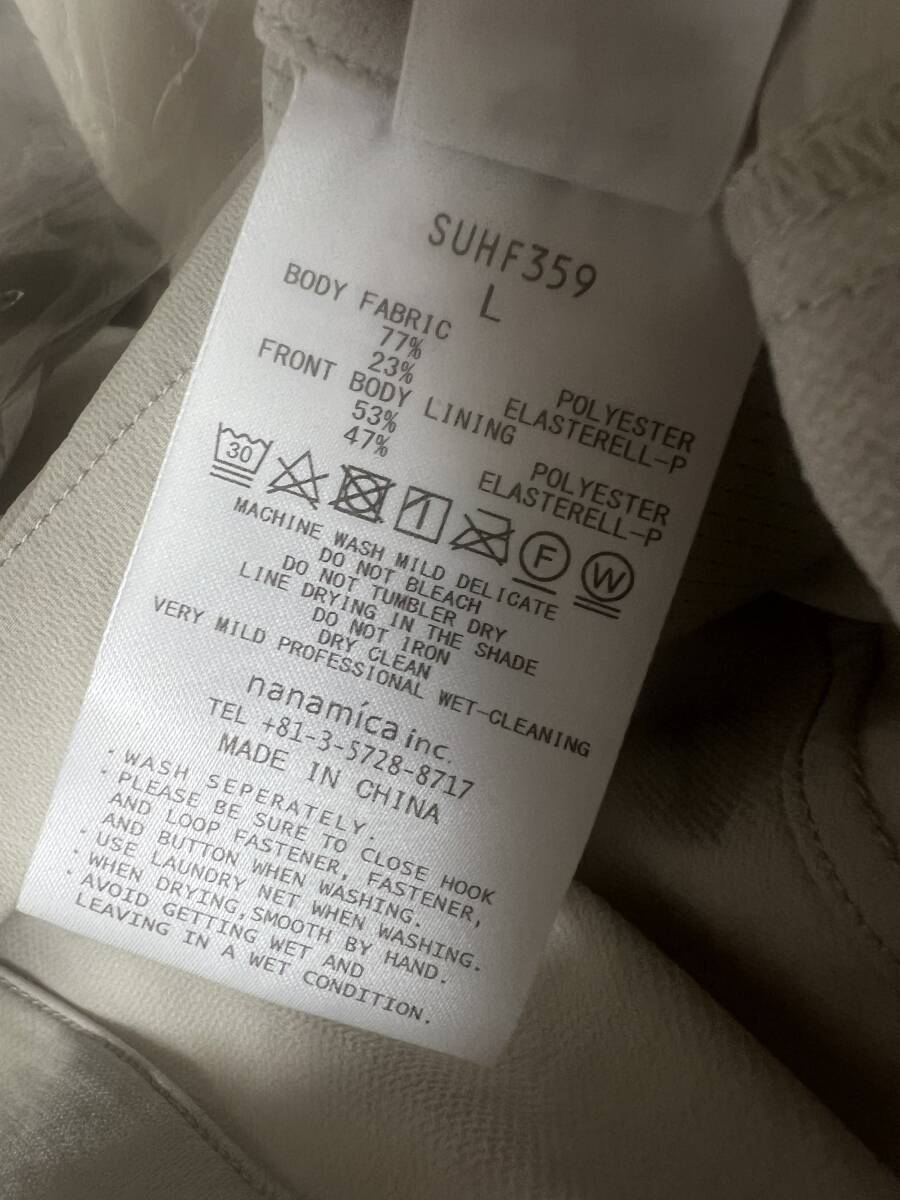 SUHF359
L
BODY FABRIC
77% POLYESTER
23% ELASTERELL-P
FRONT BODY LINING
53% POLYESTER
47% ELASTERELL-P
30 F W
MACHINE WASH MILD DELICATE
DO NOT BLEACH
DO NOT TUMBLER DRY
LINE DRYING IN THE SHADE
DO NOT IRON
DRY CLEAN
VERY MILD PROFESSIONAL WET-CLEANING
nanamica inc.
TEL +81-3-5728-8717
MADE IN CHINA
・WASH SEPERATELY.
・PLEASE BE SURE TO CLOSE HOOK
AND LOOP FASTENER, FASTENER,
AND BUTTON WHEN WASHING.
・USE LAUNDRY NET WHEN WASHING.
・WHEN DRYING, SMOOTH BY HAND.
・AVOID GETTING WET AND
LEAVING IN A WET CONDITION.